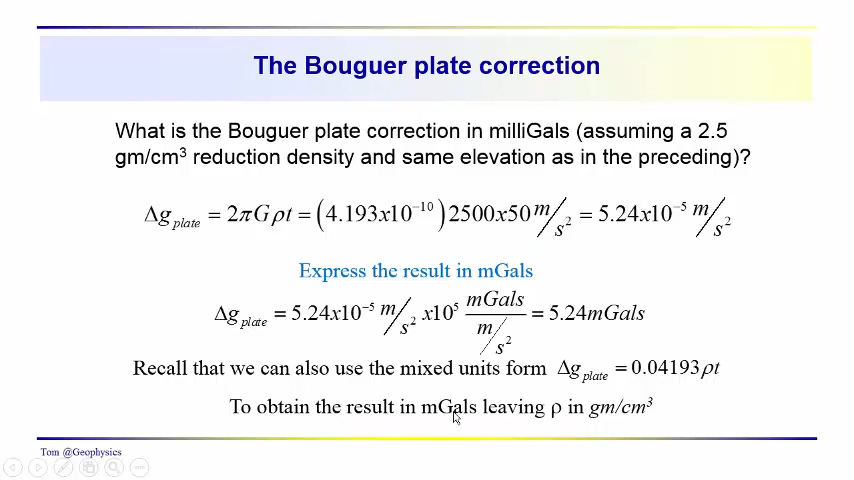 The Bouguer plate correction
What is the Bouguer plate correction in milliGals (assuming a 2.5
gm/cm³ reduction density and same elevation as in the preceding)?
Δg_plate = 2πGρt = (4.193x10⁻¹⁰)2500x50 m/s² = 5.24x10⁻⁵ m/s²
Express the result in mGals
Δg_plate = 5.24x10⁻⁵ m/s² x10⁵ mGals/(m/s²) = 5.24mGals
Recall that we can also use the mixed units form Δg_plate = 0.04193ρt
To obtain the result in mGals leaving ρ in gm/cm³
Tom @Geophysics